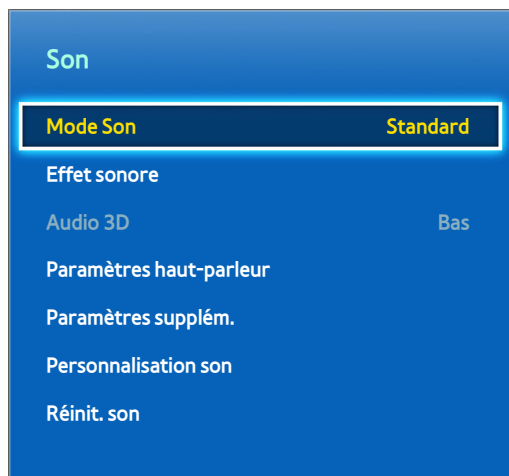 Son
Mode Son Standard
Effet sonore
Audio 3D Bas
Paramètres haut-parleur
Paramètres supplém.
Personnalisation son
Réinit. son